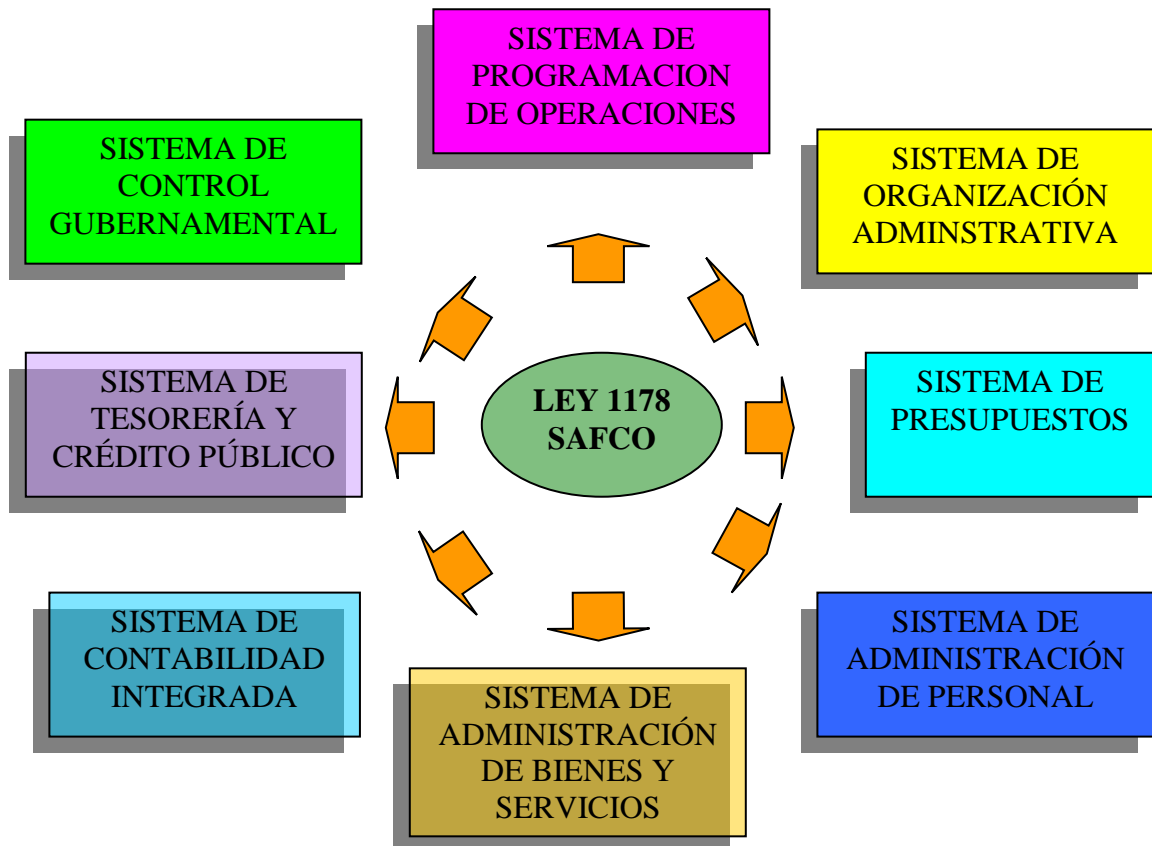 SISTEMA DE
PROGRAMACION
DE OPERACIONES
SISTEMA DE
CONTROL
GUBERNAMENTAL
SISTEMA DE
ORGANIZACIÓN
ADMINSTRATIVA
SISTEMA DE
TESORERÍA Y
CRÉDITO PÚBLICO
LEY 1178
SAFCO
SISTEMA DE
PRESUPUESTOS
SISTEMA DE
CONTABILIDAD
INTEGRADA
SISTEMA DE
ADMINISTRACIÓN
DE BIENES Y
SERVICIOS
SISTEMA DE
ADMINISTRACIÓN
DE PERSONAL